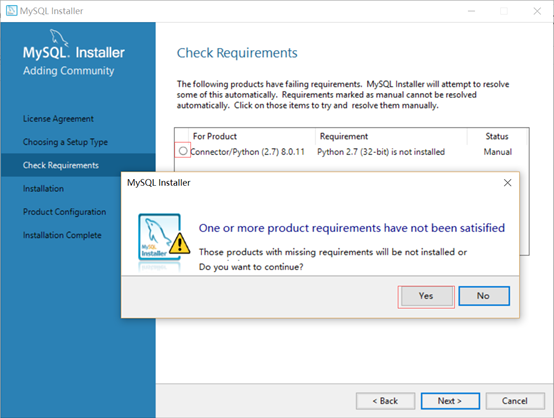 MySQL Installer
MySQL. Installer
Adding Community
License Agreement
Choosing a Setup Type
Check Requirements
Installation
Product Configuration
Installation Complete
Check Requirements
The following products have failing requirements. MySQL Installer will attempt to resolve
some of this automatically. Requirements marked as manual cannot be resolved
automatically. Click on those items to try and resolve them manually.
For Product Requirement Status
Connector/Python (2.7) 8.0.11 Python 2.7 (32-bit) is not installed Manual
MySQL Installer
MySQL
Installer
One or more product requirements have not been satisified
Those products with missing requirements will be not installed or
Do you want to continue?
Yes No
< Back Next > Cancel